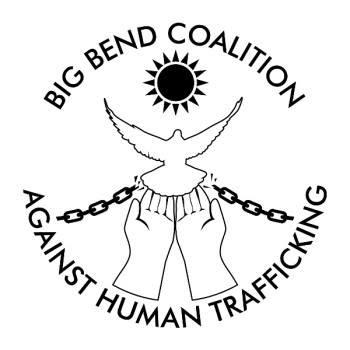 BIG BEND COALITION
AGAINST HUMAN TRAFFICKING